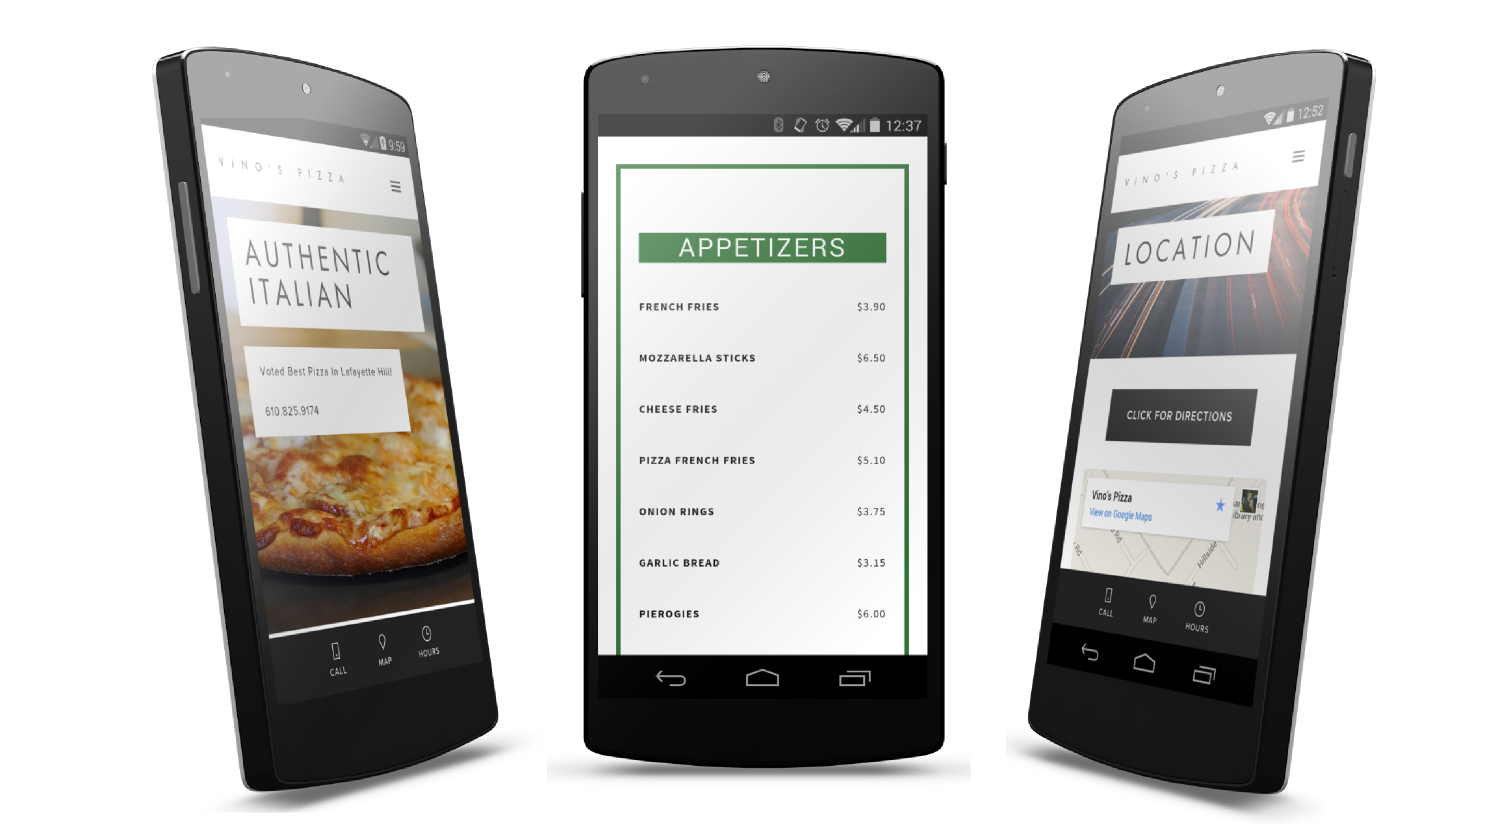 9:59
VINO'S PIZZA
AUTHENTIC
ITALIAN
Voted Best Pizza in Lafayette Hill!
610.825.9174
CALL
MAP
HOURS
12:37
APPETIZERS
FRENCH FRIES $3.90
MOZZARELLA STICKS $6.50
CHEESE FRIES $4.50
PIZZA FRENCH FRIES $5.10
ONION RINGS $3.75
GARLIC BREAD $3.15
PIEROGIES $6.00
12:52
VINO'S PIZZA
LOCATION
CLICK FOR DIRECTIONS
Vino's Pizza
View on Google Maps
Hillside
Rd
CALL
MAP
HOURS